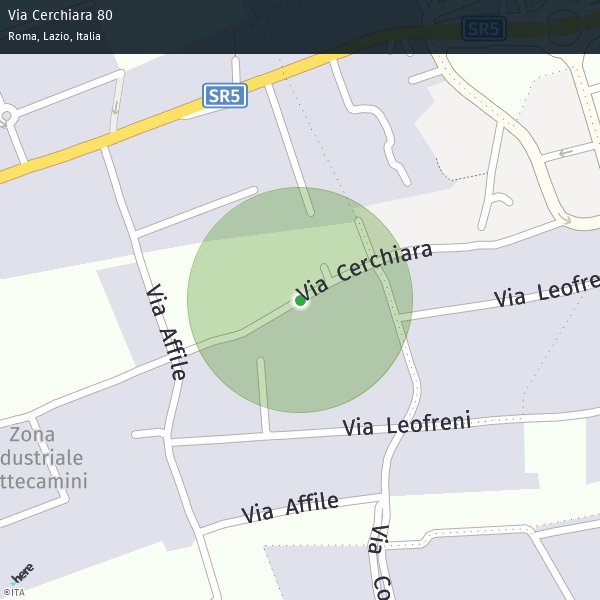 Via Cerchiara 80
Roma, Lazio, Italia
SR5
SR5
Via Cerchiara
Via Leofre
Via Affile
Via Leofreni
Zona
dustriale
ttecamini
Via Affile
Via Co
here
©ITA